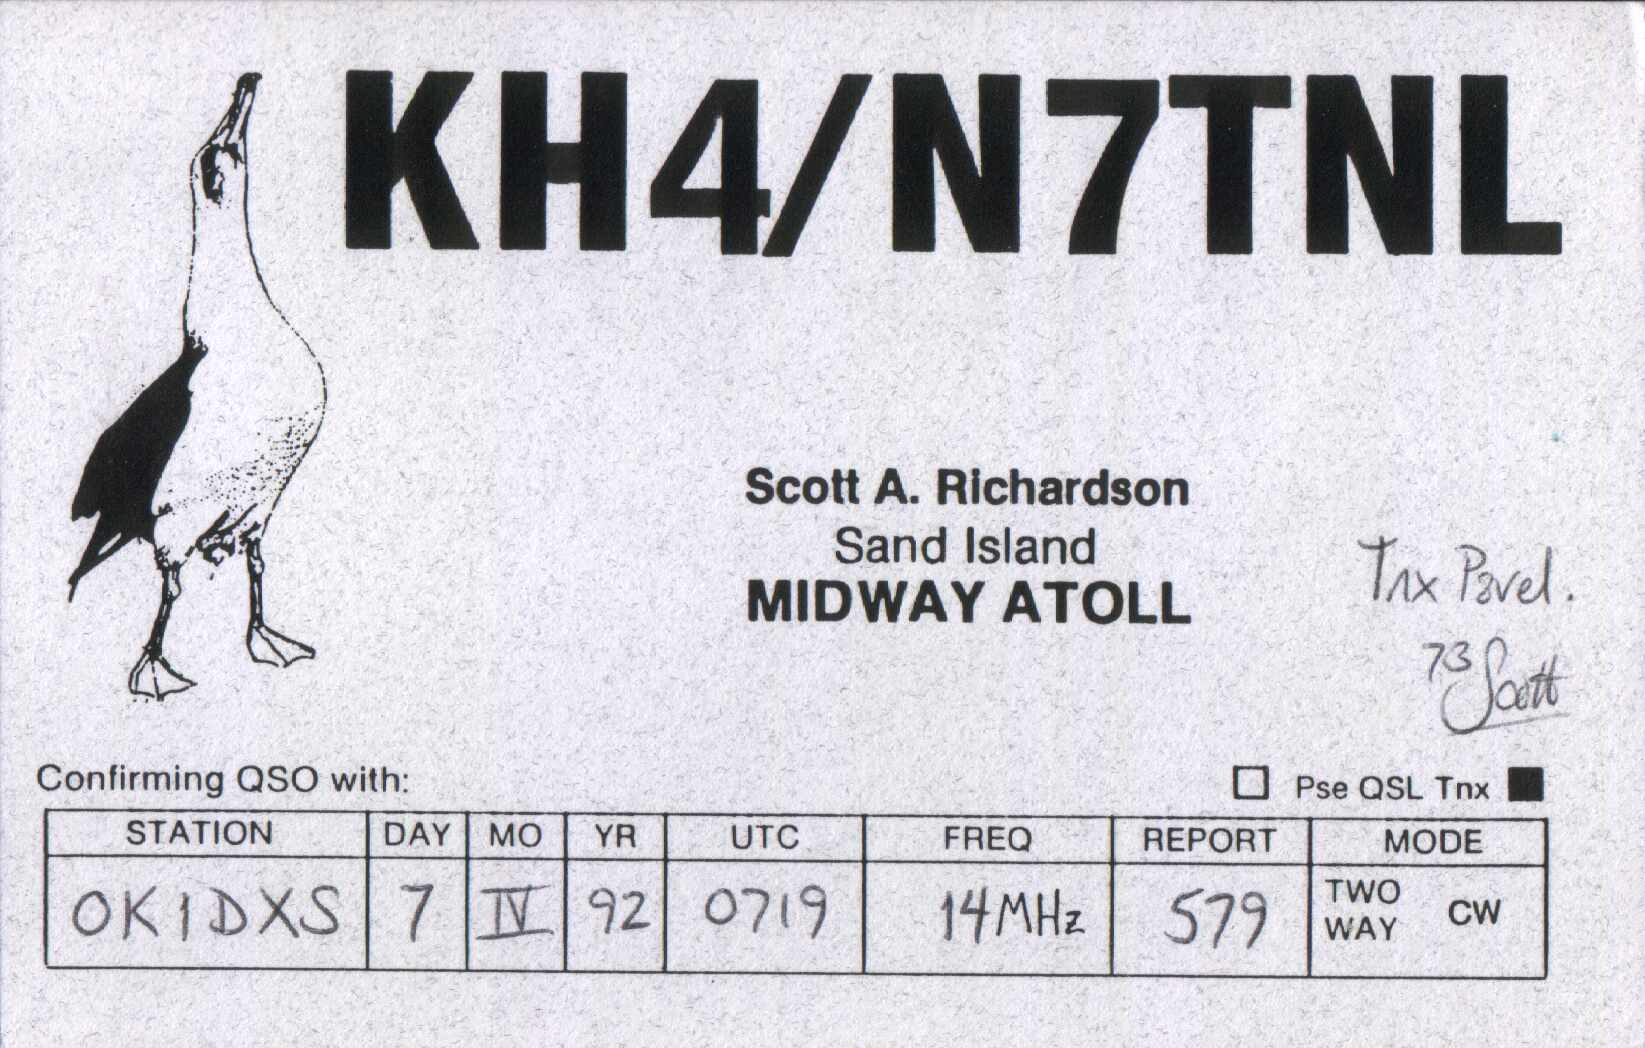 KH4/N7TNL
Scott A. Richardson
Sand Island
MIDWAY ATOLL
Tnx Pavel.
73 Scott
Confirming QSO with:
Pse QSL Tnx
STATION DAY MO YR UTC FREQ REPORT MODE
OK1DXS 7 IV 92 0719 14MHz 579 TWO WAY CW